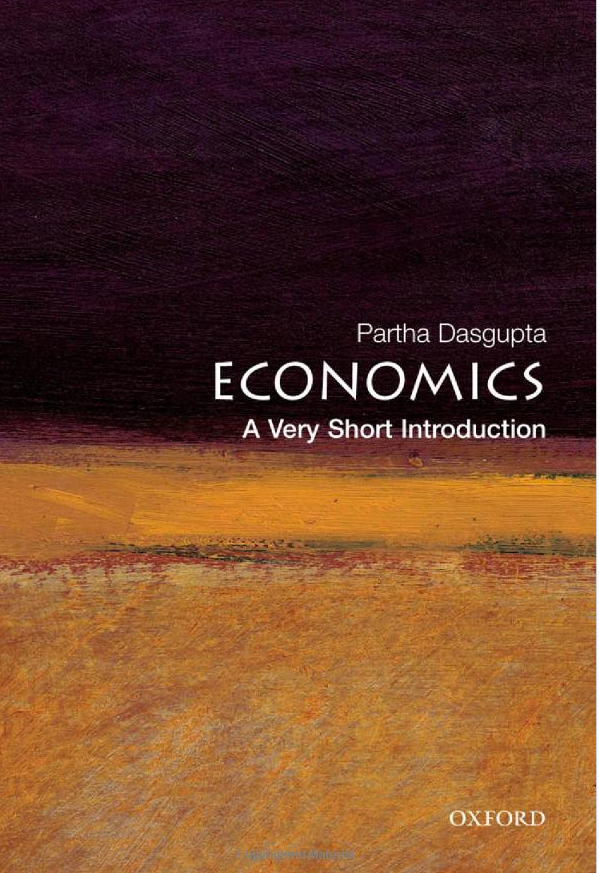 Partha Dasgupta
ECONOMICS
A Very Short Introduction
OXFORD